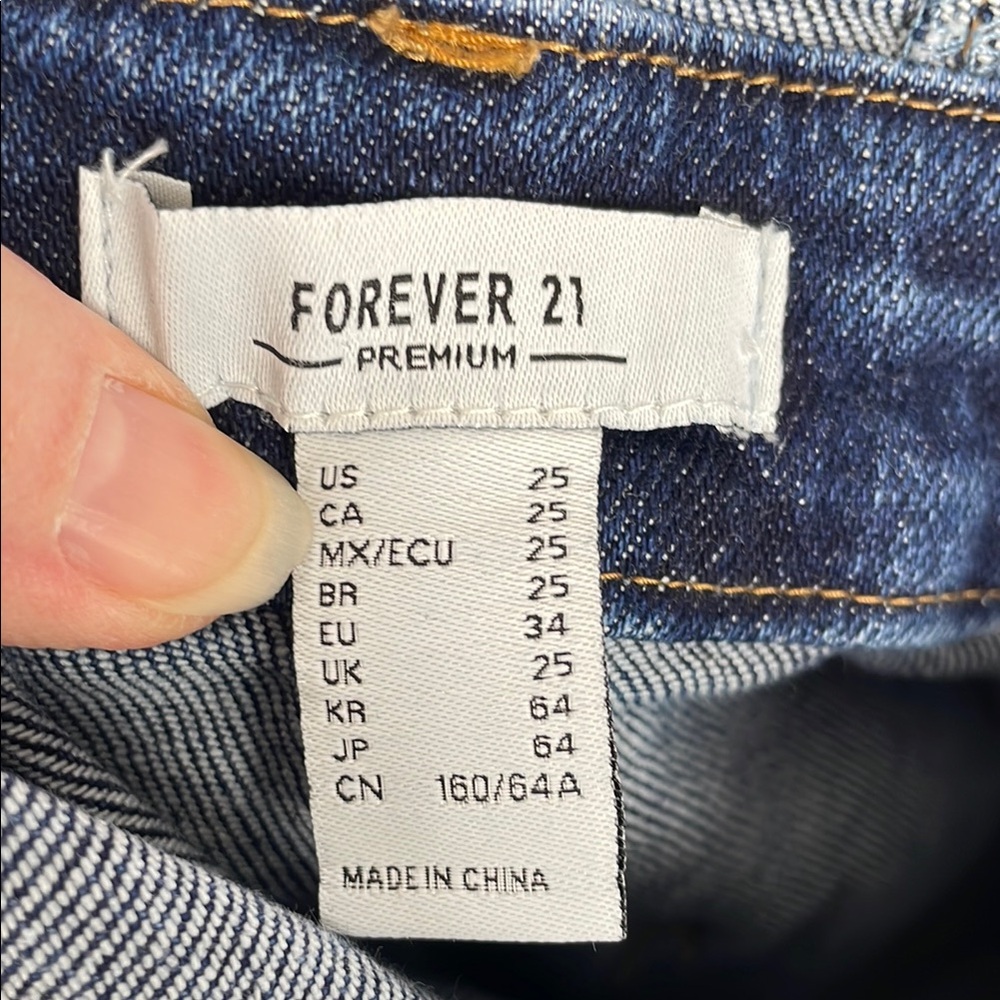 FOREVER 21
PREMIUM
US 25
CA 25
MX/ECU 25
BR 25
EU 34
UK 25
KR 64
JP 64
CN 160/64A
MADE IN CHINA